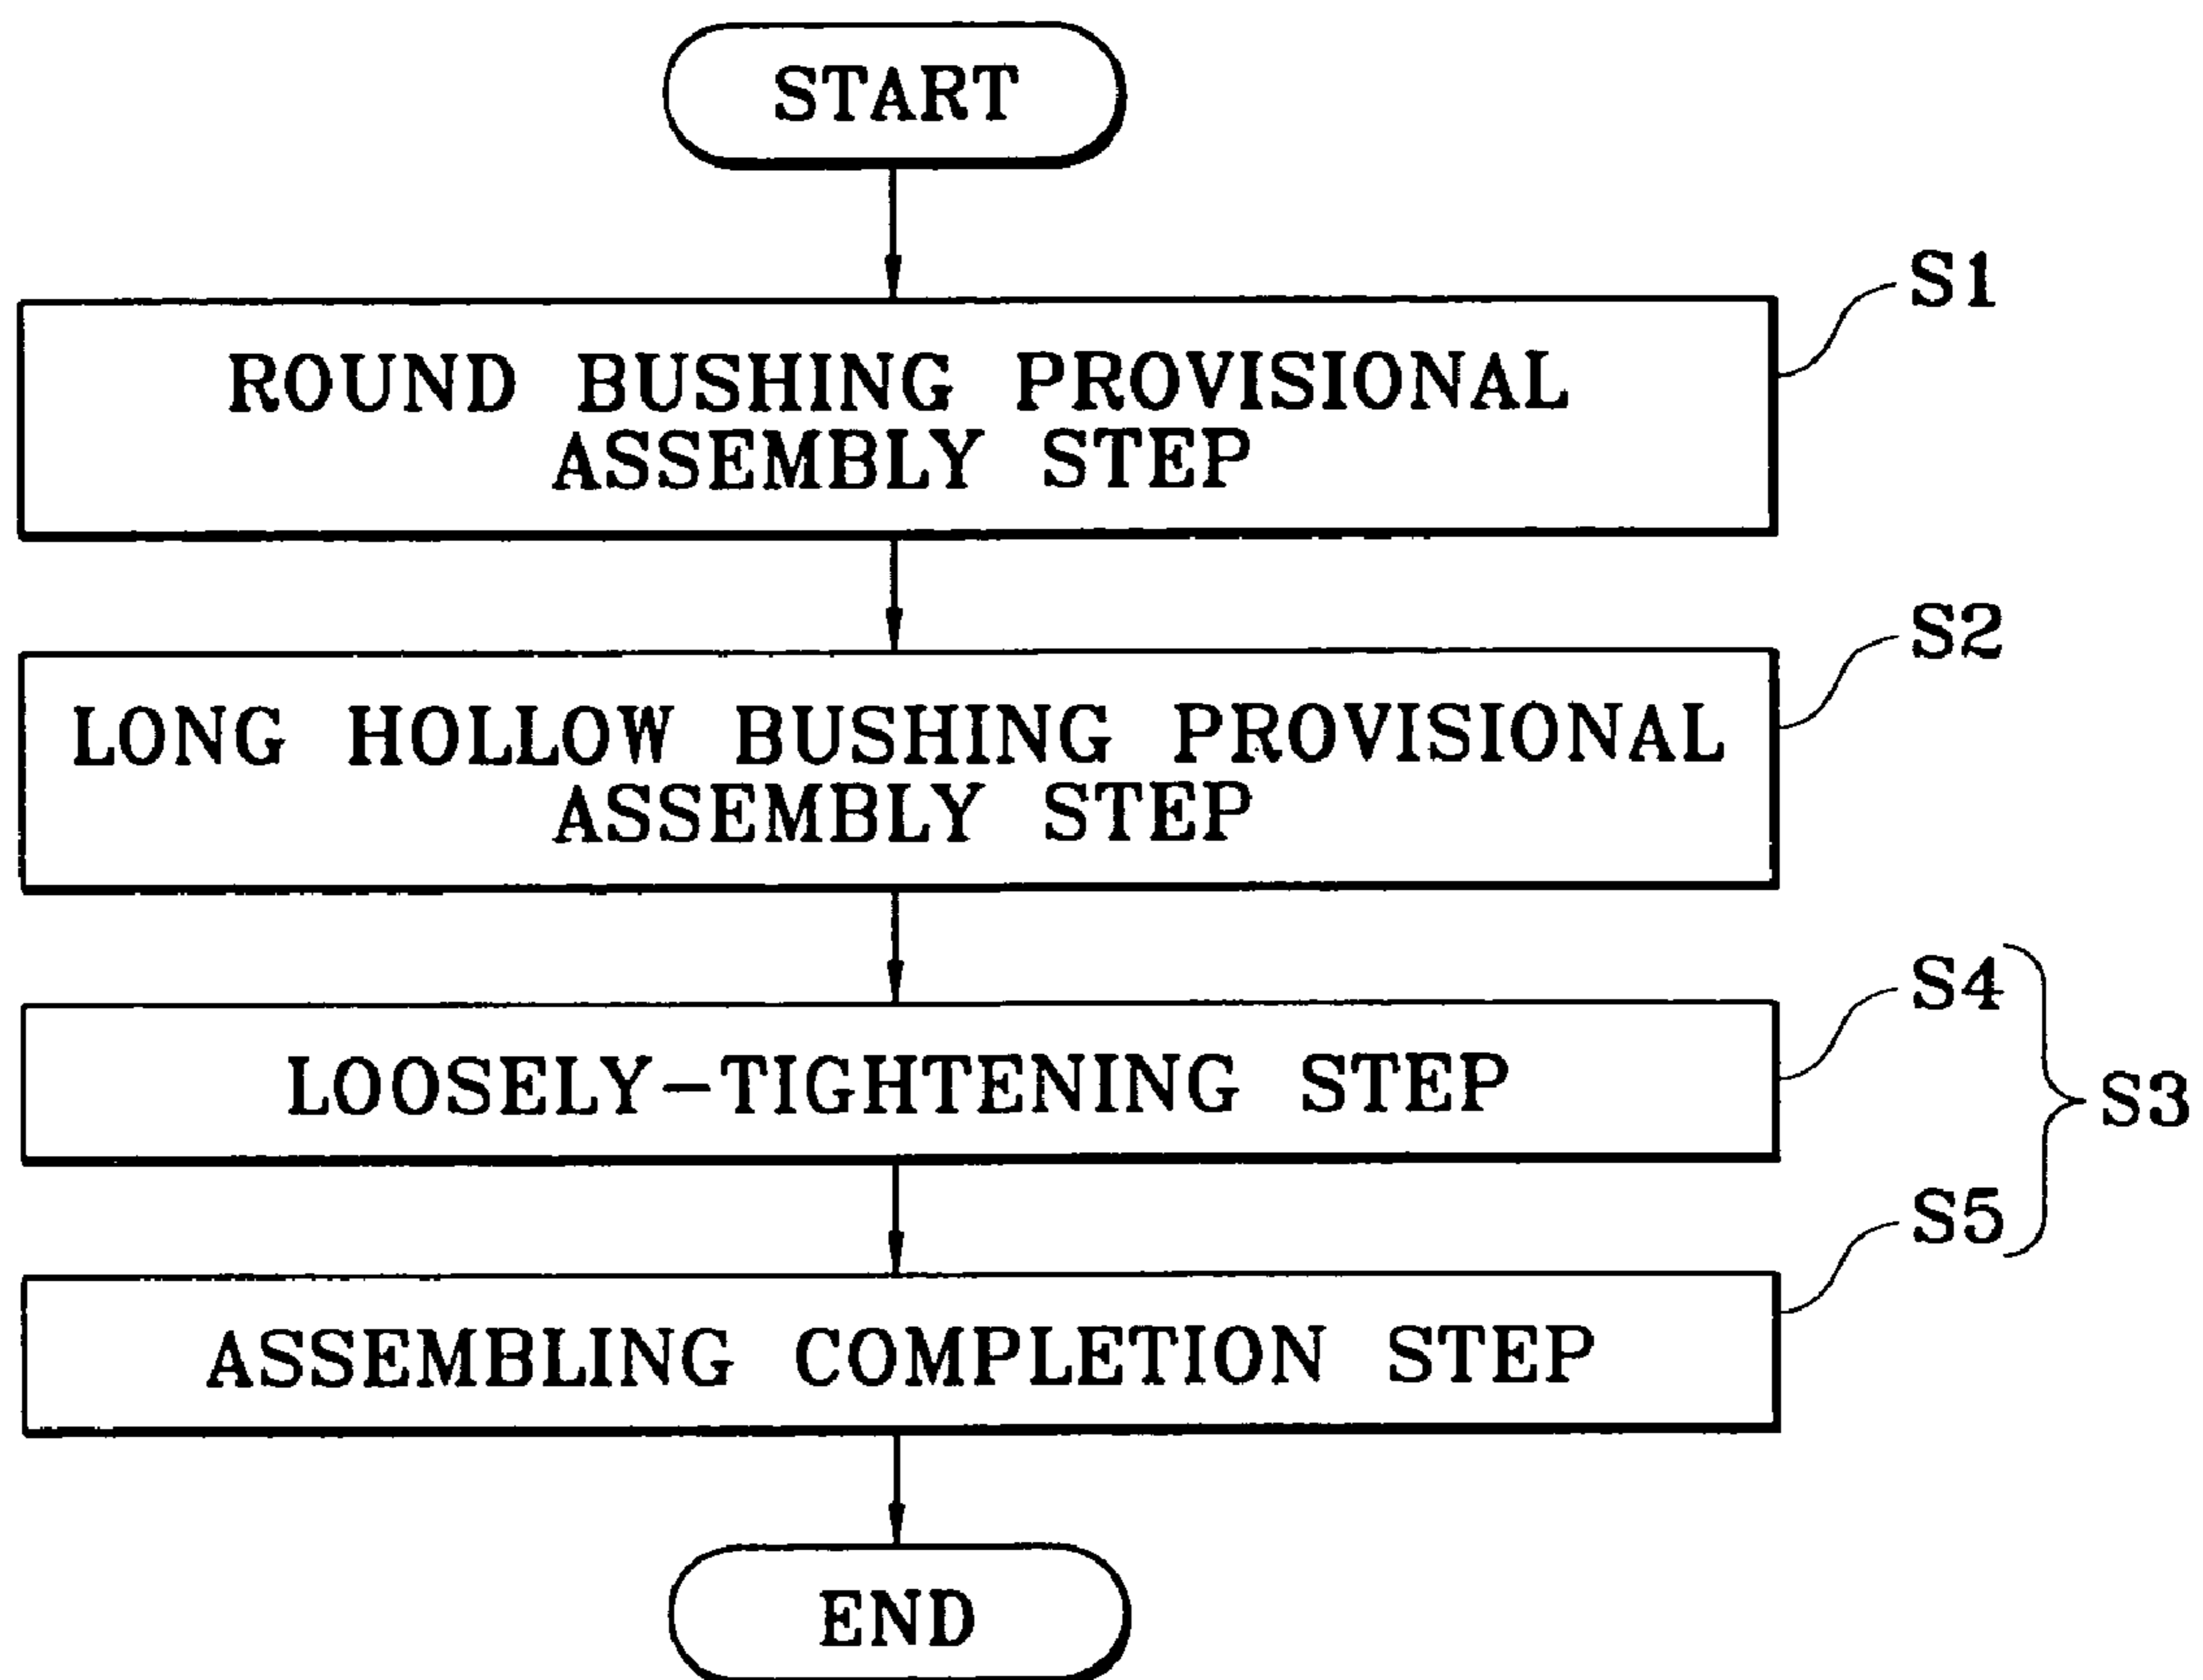 START
S1
ROUND BUSHING PROVISIONAL
ASSEMBLY STEP
S2
LONG HOLLOW BUSHING PROVISIONAL
ASSEMBLY STEP
S4
LOOSELY-TIGHTENING STEP
S3
S5
ASSEMBLING COMPLETION STEP
END